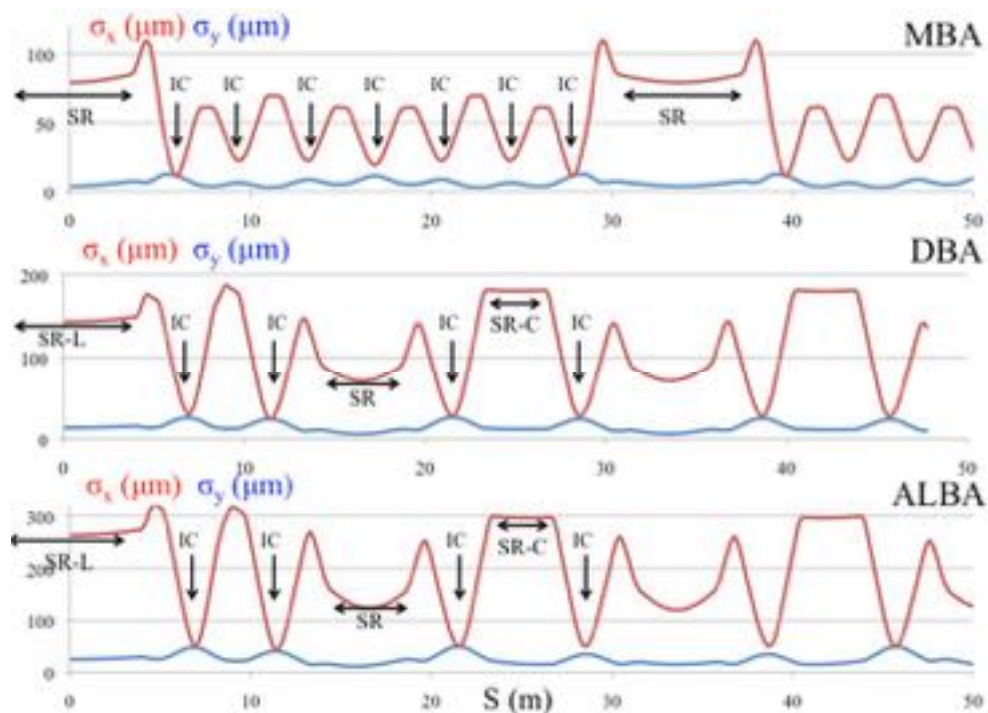 σx (μm) σy (μm)
MBA
100
50
0
SR
IC IC IC IC IC IC IC
SR
0 10 20 30 40 50
σx (μm) σy (μm)
DBA
200
100
0
SR-L
IC IC
SR
IC
SR-C
IC
0 10 20 30 40 50
σx (μm) σy (μm)
ALBA
300
200
100
0
SR-L
IC IC
SR
IC
SR-C
IC
0 10 20 30 40 50
S (m)